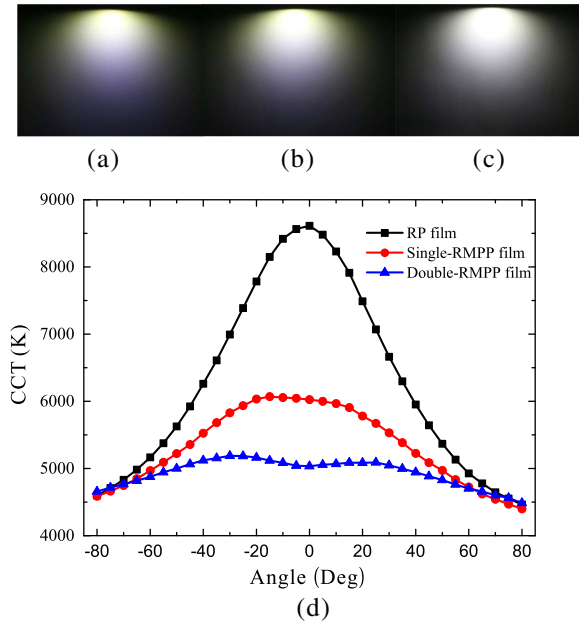 (a) (b) (c)
9000
8000
7000
6000
5000
4000
CCT (K)
RP film
Single-RMPP film
Double-RMPP film
-80 -60 -40 -20 0 20 40 60 80
Angle (Deg)
(d)